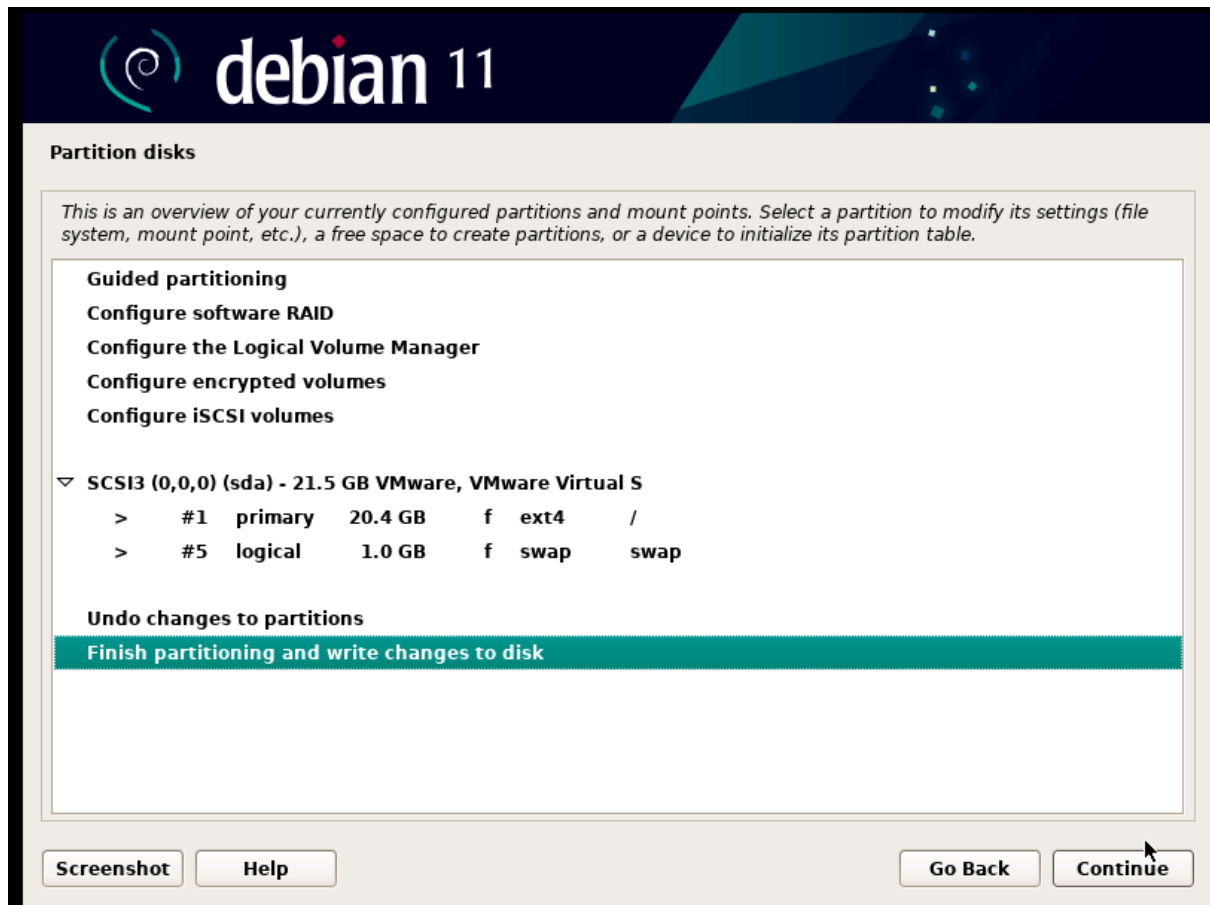 debian 11
Partition disks
This is an overview of your currently configured partitions and mount points. Select a partition to modify its settings (file
system, mount point, etc.), a free space to create partitions, or a device to initialize its partition table.
Guided partitioning
Configure software RAID
Configure the Logical Volume Manager
Configure encrypted volumes
Configure iSCSI volumes
SCSI3 (0,0,0) (sda) - 21.5 GB VMware, VMware Virtual S
> #1 primary 20.4 GB f ext4 /
> #5 logical 1.0 GB f swap swap
Undo changes to partitions
Finish partitioning and write changes to disk
Screenshot Help Go Back Continue